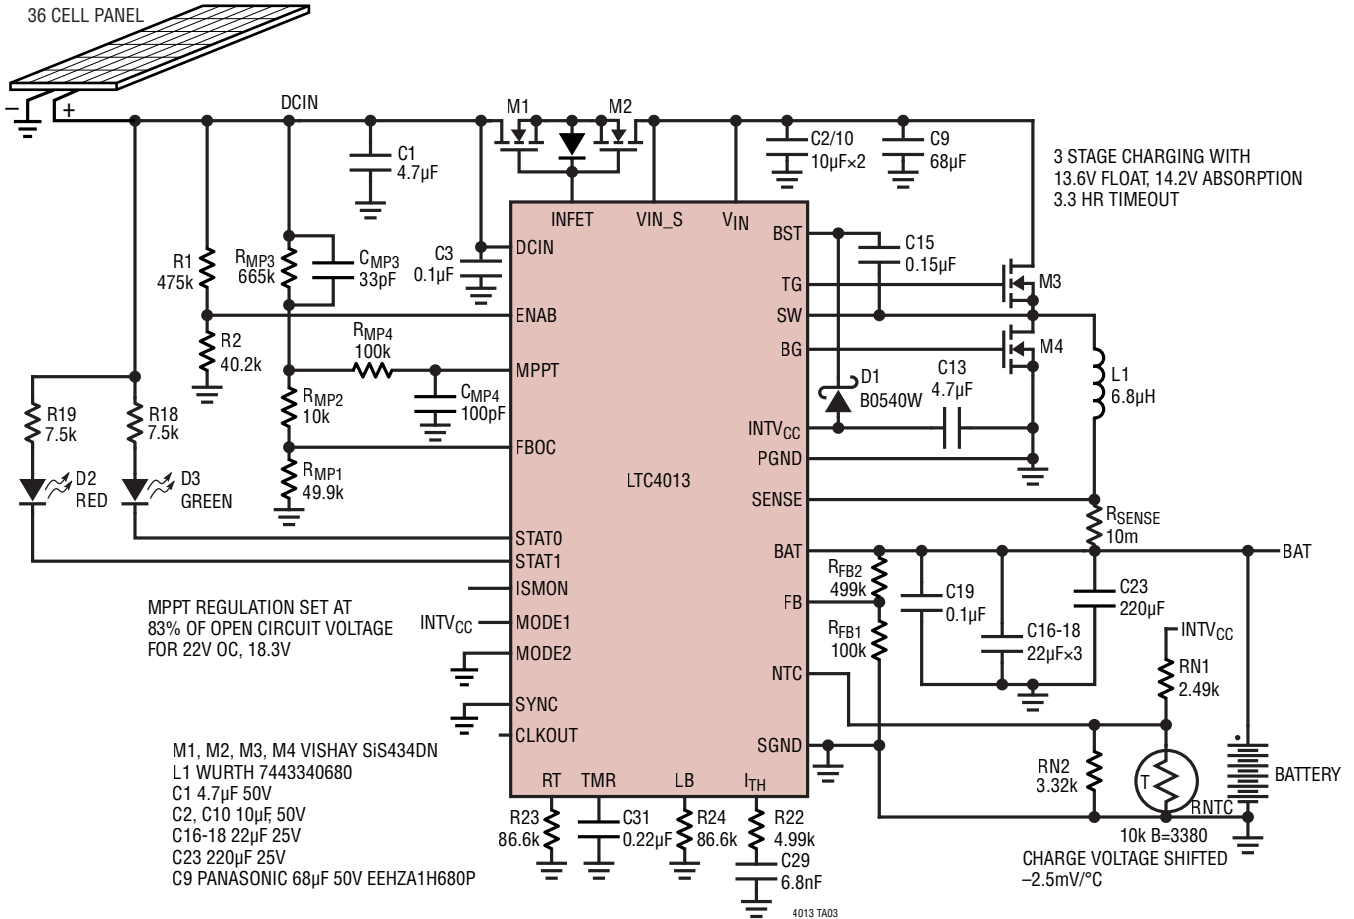 36 CELL PANEL
–
+
DCIN
M1
M2
C1
4.7µF
C2/10
10µF×2
C9
68µF
3 STAGE CHARGING WITH
13.6V FLOAT, 14.2V ABSORPTION
3.3 HR TIMEOUT
INFET
VIN_S
VIN
DCIN
BST
C15
0.15µF
R1
475k
RMP3
665k
CMP3
33pF
C3
0.1µF
TG
M3
ENAB
SW
R2
40.2k
RMP4
100k
BG
M4
MPPT
D1
B0540W
C13
4.7µF
L1
6.8µH
RMP2
10k
CMP4
100pF
R19
7.5k
R18
7.5k
INTVCC
FBOC
PGND
D2
RED
D3
GREEN
RMP1
49.9k
LTC4013
SENSE
RSENSE
10m
STAT0
STAT1
BAT
BAT
RFB2
499k
ISMON
FB
C19
0.1µF
C23
220µF
MPPT REGULATION SET AT
83% OF OPEN CIRCUIT VOLTAGE
FOR 22V OC, 18.3V
INTVCC
MODE1
RFB1
100k
C16-18
22µF×3
INTVCC
MODE2
NTC
RN1
2.49k
SYNC
CLKOUT
SGND
M1, M2, M3, M4 VISHAY SiS434DN
L1 WURTH 7443340680
C1 4.7µF 50V
C2, C10 10µF, 50V
C16-18 22µF 25V
C23 220µF 25V
C9 PANASONIC 68µF 50V EEHZA1H680P
RN2
3.32k
T
RNTC
BATTERY
RT
TMR
LB
ITH
R23
86.6k
C31
0.22µF
R24
86.6k
R22
4.99k
C29
6.8nF
10k B=3380
CHARGE VOLTAGE SHIFTED
–2.5mV/°C
4013 TA03